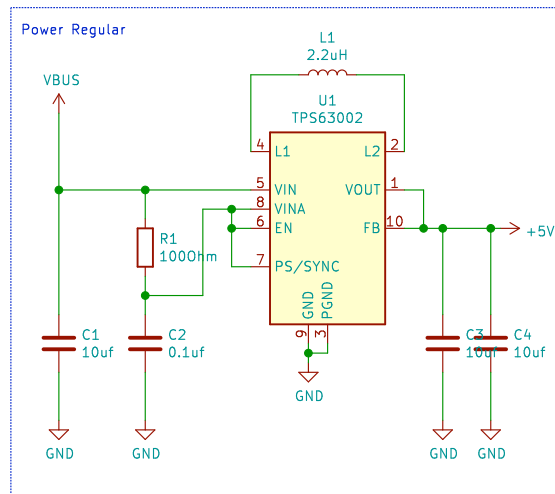 Power Regular
L1
2.2uH
VBUS
U1
TPS63002
4
L1
L2
2
5
VIN
VOUT
1
8
VINA
6
EN
FB
10
+5V
R1
100Ohm
7
PS/SYNC
GND
PGND
9
3
C1
10uf
C2
0.1uf
C3
10uf
C4
10uf
GND
GND
GND
GND
GND